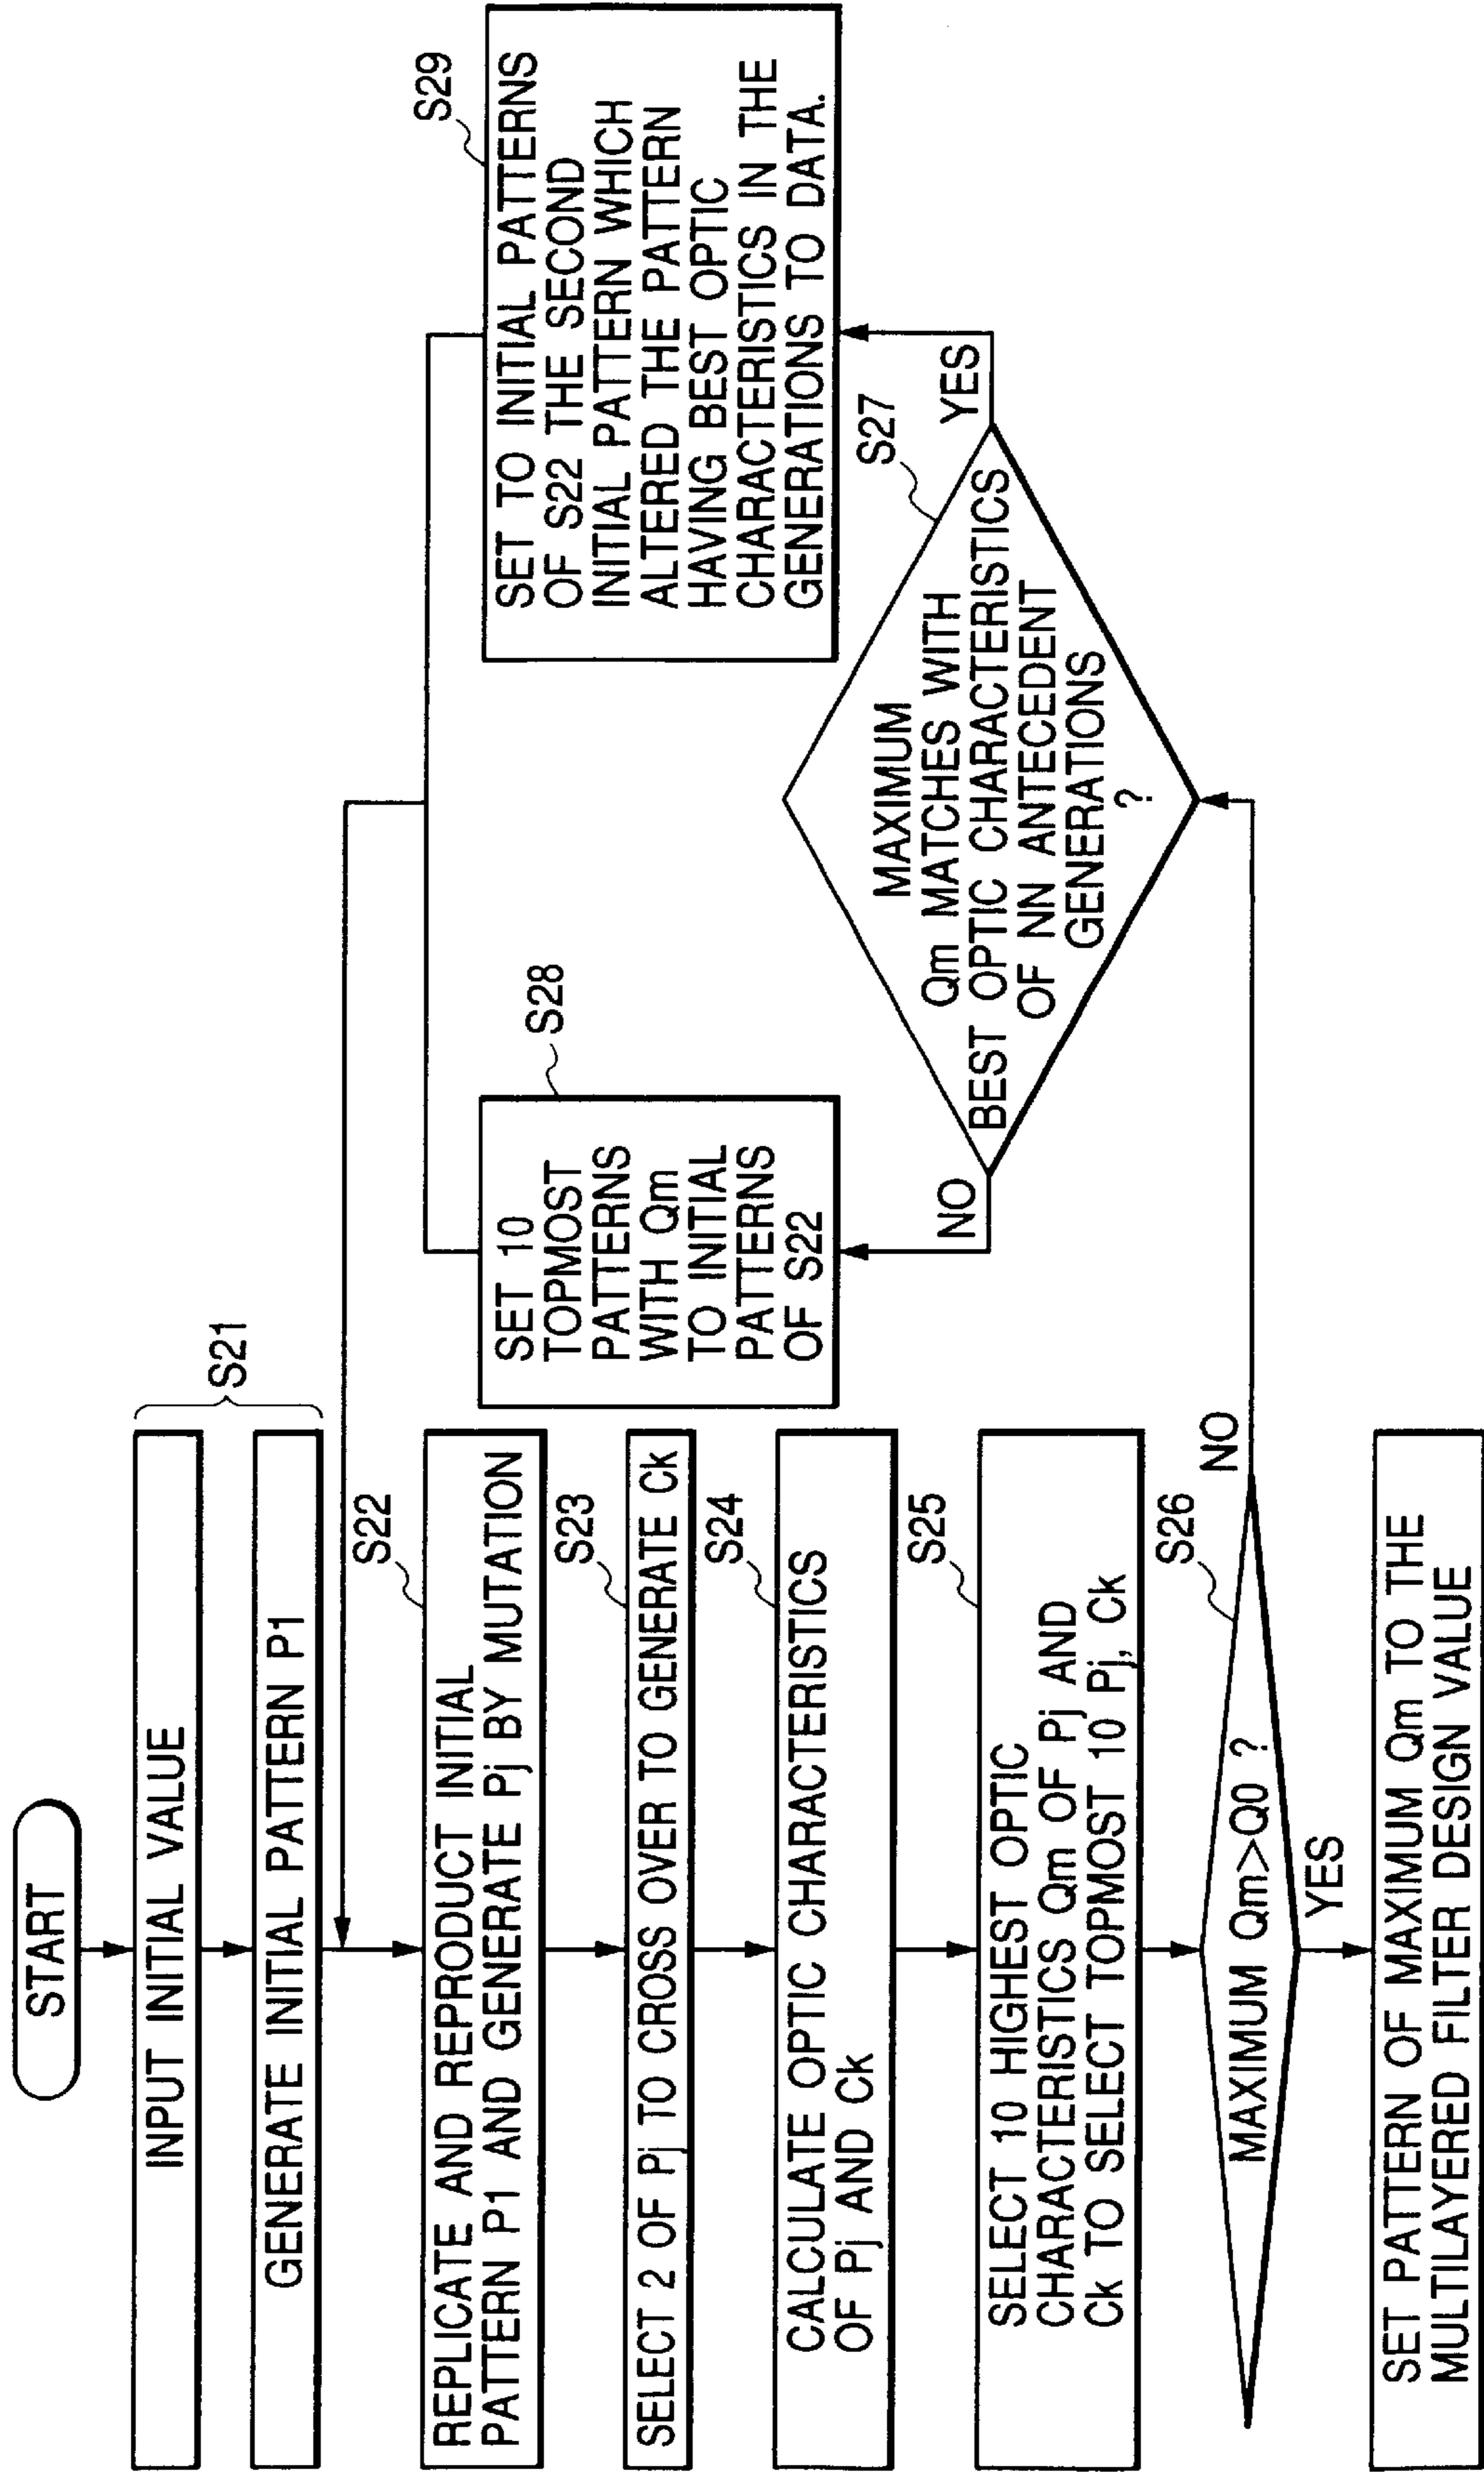 START
INPUT INITIAL VALUE
GENERATE INITIAL PATTERN P1
S21
S22
REPLICATE AND REPRODUCT INITIAL
PATTERN P1 AND GENERATE Pj BY MUTATION
S23
SELECT 2 OF Pj TO CROSS OVER TO GENERATE Ck
S24
CALCULATE OPTIC CHARACTERISTICS
OF Pj AND Ck
S25
SELECT 10 HIGHEST OPTIC
CHARACTERISTICS Qm OF Pj AND
Ck TO SELECT TOPMOST 10 Pj, Ck
S26
MAXIMUM Qm>Q0 ?
NO
YES
SET PATTERN OF MAXIMUM Qm TO THE
MULTILAYERED FILTER DESIGN VALUE
S27
MAXIMUM
Qm MATCHES WITH
BEST OPTIC CHARACTERISTICS
OF NN ANTECEDENT
GENERATIONS
?
NO
YES
S28
SET 10
TOPMOST
PATTERNS
WITH Qm
TO INITIAL
PATTERNS
OF S22
S29
SET TO INITIAL PATTERNS
OF S22 THE SECOND
INITIAL PATTERN WHICH
ALTERED THE PATTERN
HAVING BEST OPTIC
CHARACTERISTICS IN THE
GENERATIONS TO DATA.